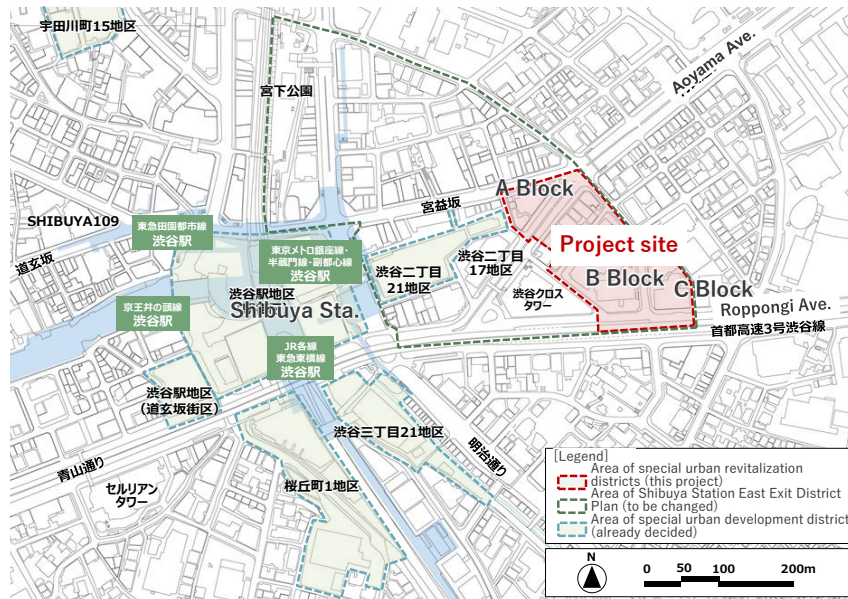 宇田川町15地区
宮下公園
Aoyama Ave.
A Block
宮益坂
SHIBUYA109
東急田園都市線
渋谷駅
道玄坂
東京メトロ銀座線・
半蔵門線・副都心線
渋谷駅
渋谷二丁目
21地区
渋谷二丁目
17地区
Project site
B Block
C Block
渋谷クロス
タワー
Roppongi Ave.
首都高速3号渋谷線
京王井の頭線
渋谷駅
渋谷駅地区
Shibuya Sta.
JR各線
東急東横線
渋谷駅
渋谷駅地区
(道玄坂街区)
渋谷三丁目21地区
明治通り
青山通り
セルリアン
タワー
桜丘町1地区
[Legend]
Area of snecial urban revitalization
districts (this project)
Area of Shibuya Station East Exit District
Plan (to be changed)
Area of special urban development district
(already decided)
N
0 50 100 200m